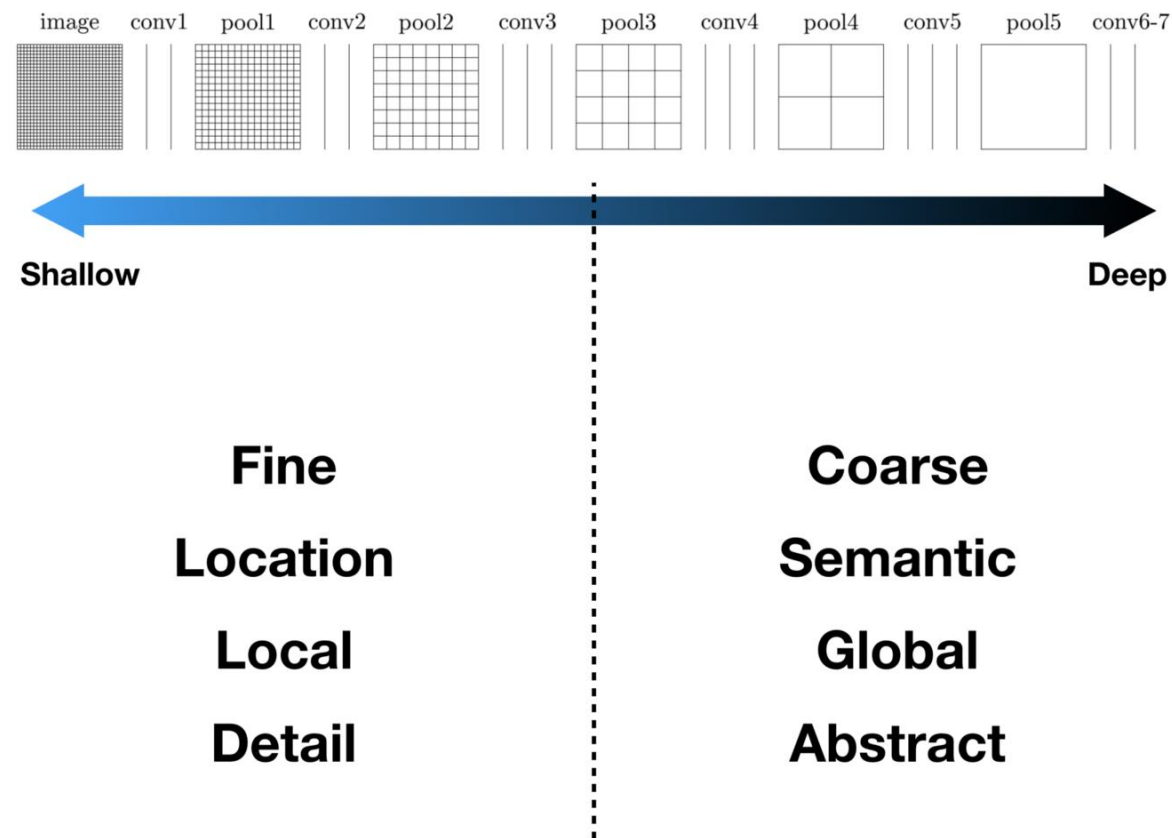 image conv1 pool1 conv2 pool2 conv3 pool3 conv4 pool4 conv5 pool5 conv6-7
Shallow Deep
Fine Coarse
Location Semantic
Local Global
Detail Abstract